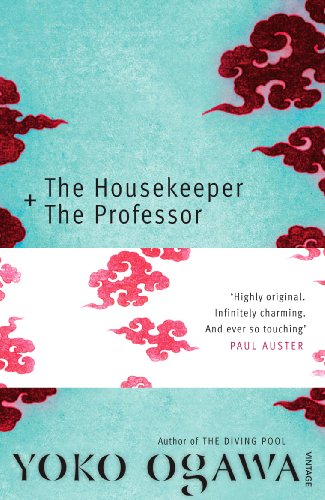 The Housekeeper
+ The Professor
'Highly original.
Infinitely charming.
And ever so touching'
PAUL AUSTER
Author of THE DIVING POOL
YOKO OGAWA
VINTAGE